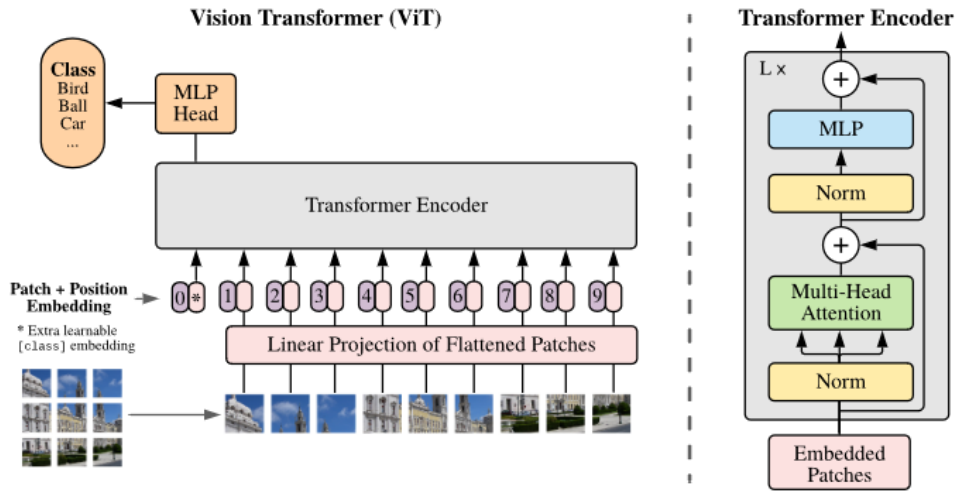 Vision Transformer (ViT)
Class
Bird
Ball
Car
...
MLP
Head
Transformer Encoder
Patch + Position
Embedding
0 * 1 2 3 4 5 6 7 8 9
* Extra learnable
[class] embedding
Linear Projection of Flattened Patches
Transformer Encoder
L ×
+
MLP
Norm
+
Multi-Head
Attention
Norm
Embedded
Patches